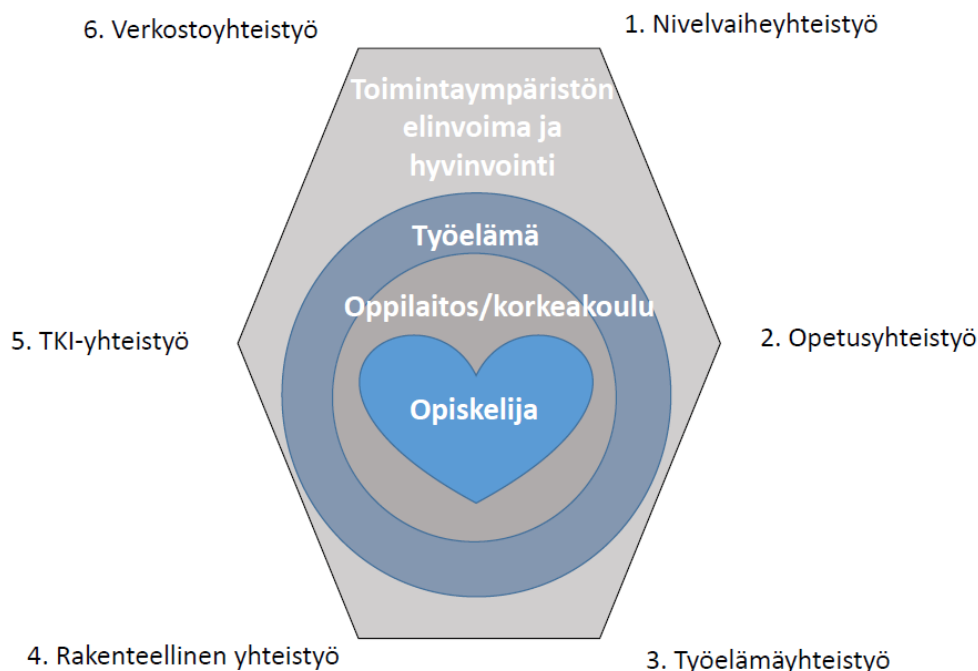 6. Verkostoyhteistyö
1. Nivelvaiheyhteistyö
Toimintaympäristön
elinvoima ja
hyvinvointi
Työelämä
Oppilaitos/korkeakoulu
5. TKI-yhteistyö
2. Opetusyhteistyö
Opiskelija
4. Rakenteellinen yhteistyö
3. Työelämäyhteistyö